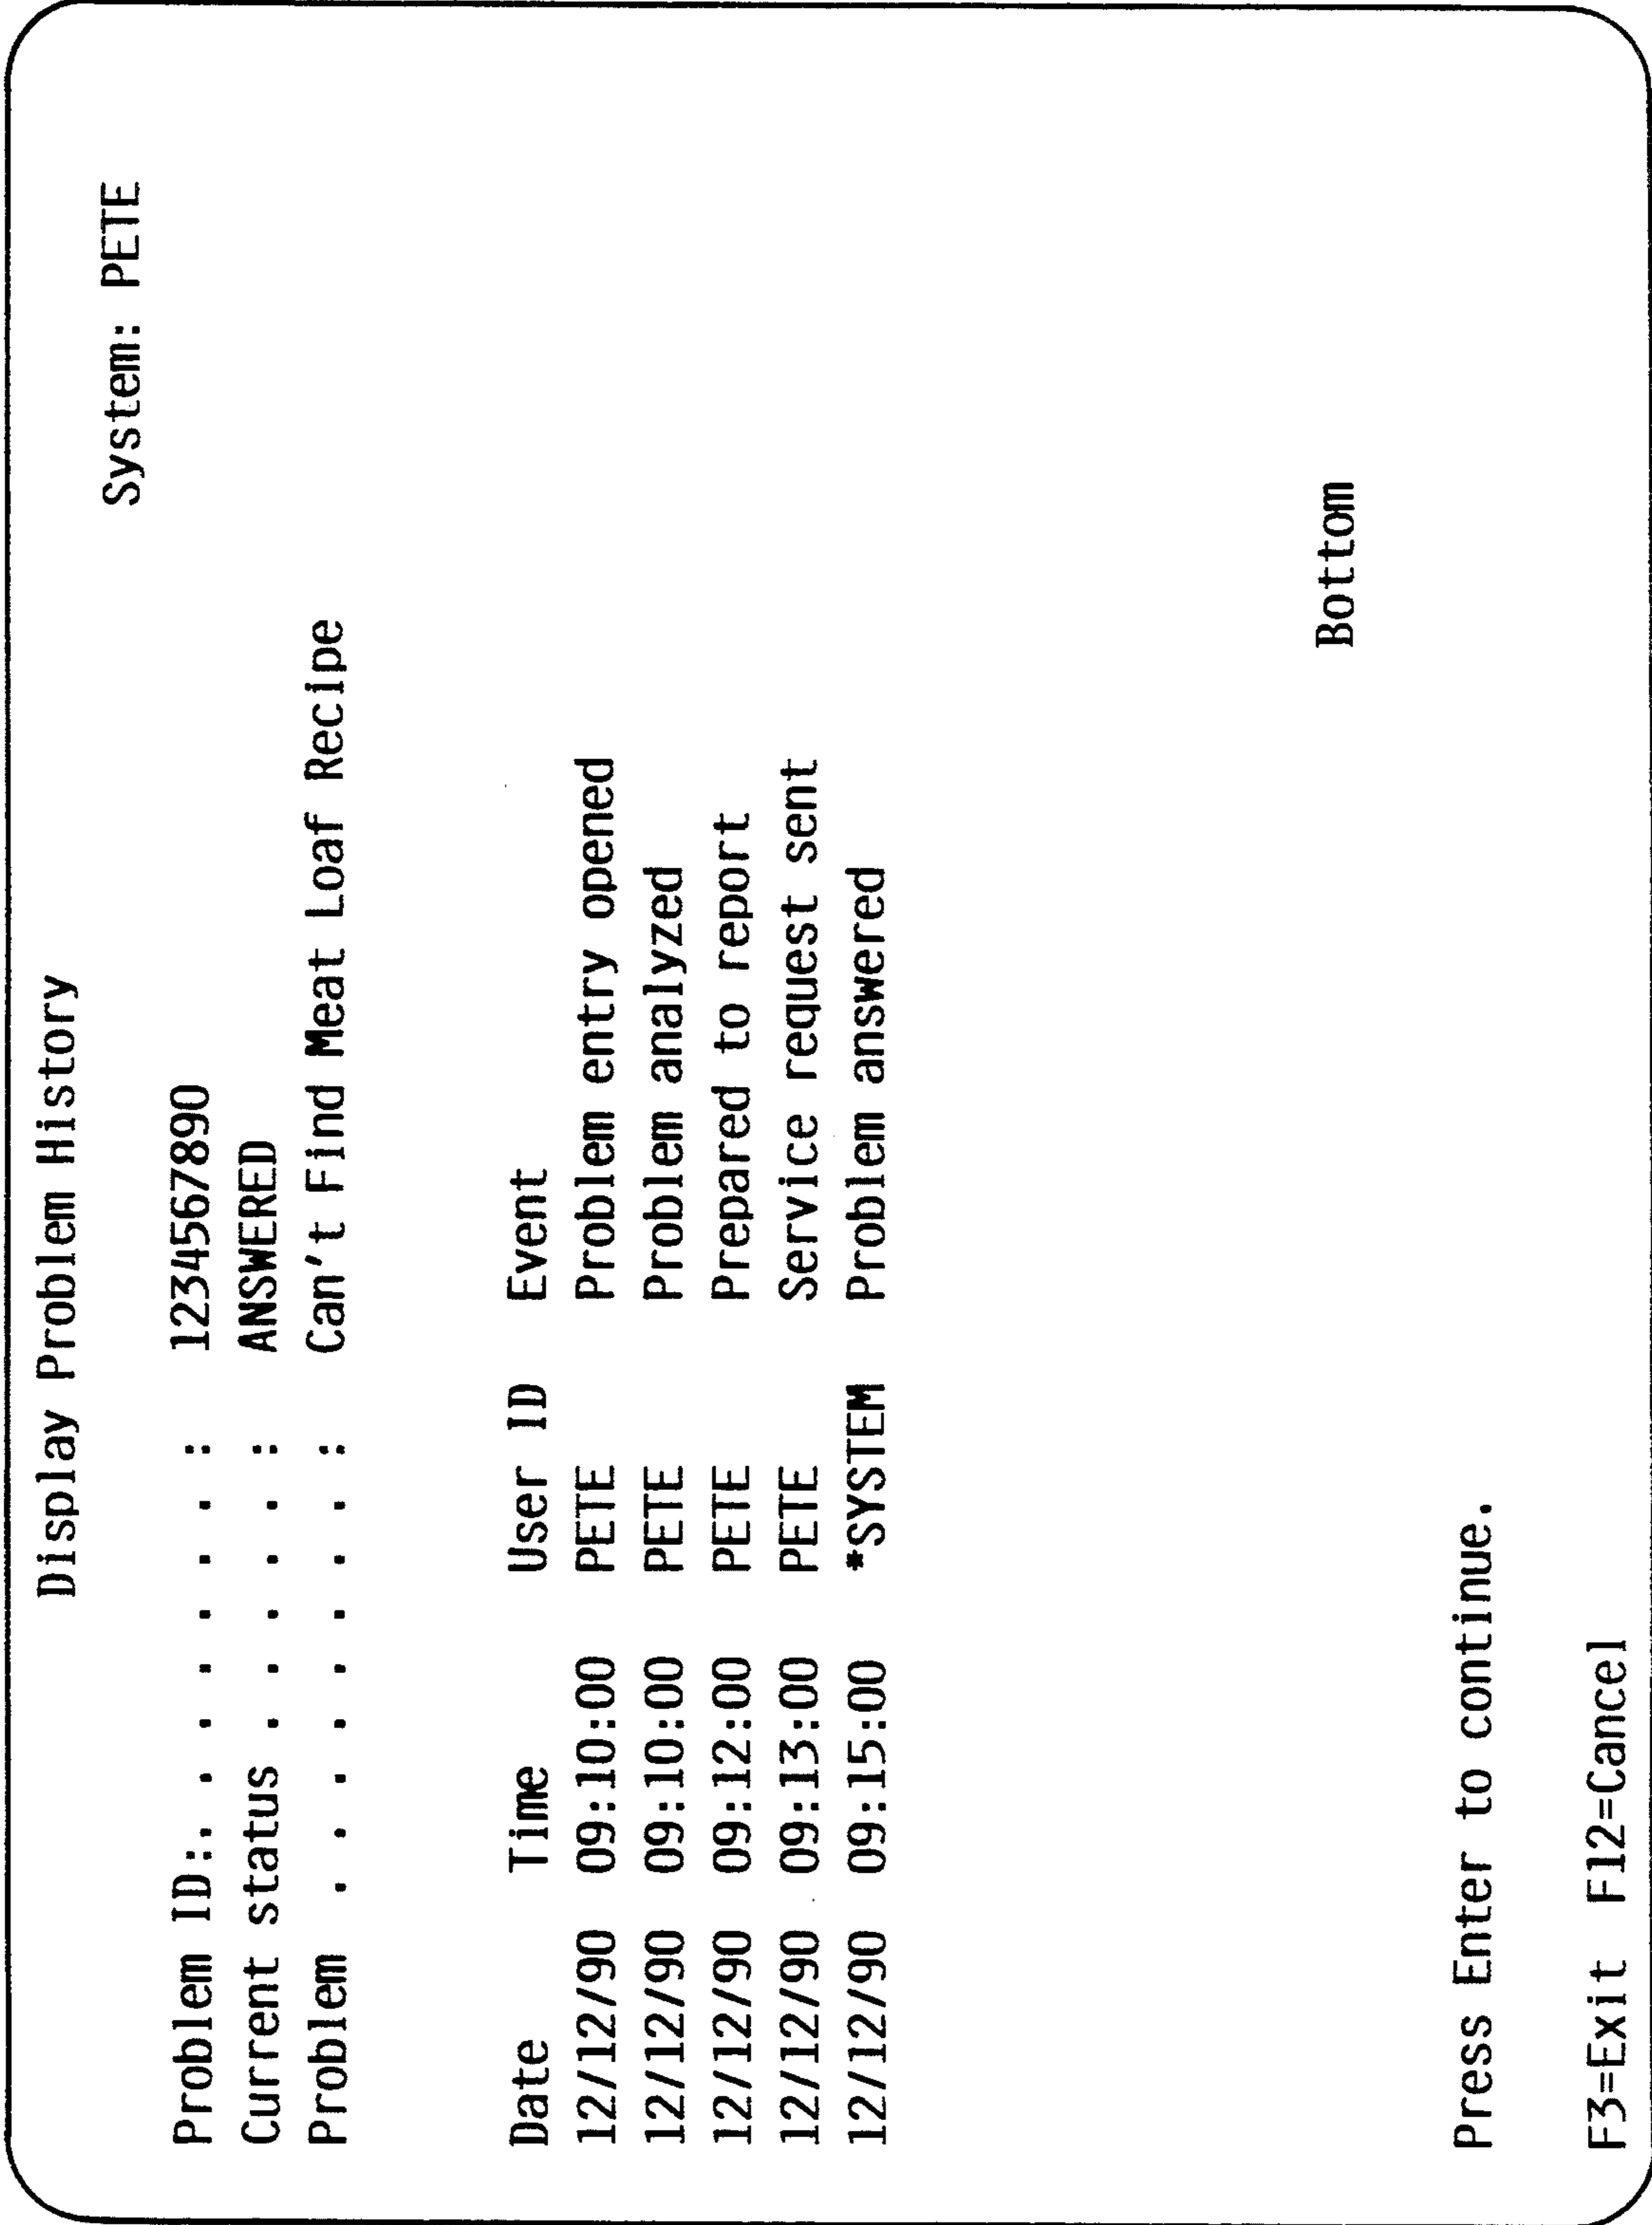 Display Problem History
System: PETE
Problem ID:. . . . . . . : 1234567890
Current status . . . . . : ANSWERED
Problem . . . . . . . . : Can't Find Meat Loaf Recipe
Date Time User ID Event
12/12/90 09:10:00 PETE Problem entry opened
12/12/90 09:10:00 PETE Problem analyzed
12/12/90 09:12:00 PETE Prepared to report
12/12/90 09:13:00 PETE Service request sent
12/12/90 09:15:00 *SYSTEM Problem answered
Bottom
Press Enter to continue.
F3=Exit F12=Cancel